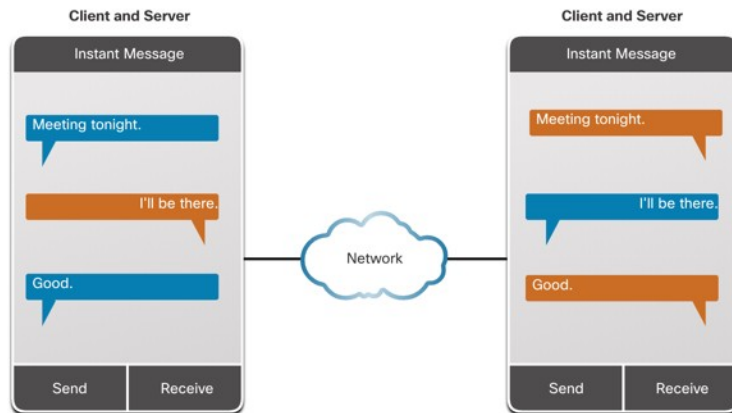 Client and Server
Instant Message
Meeting tonight.
I'll be there.
Good.
Send
Receive
Network
Client and Server
Instant Message
Meeting tonight.
I'll be there.
Good.
Send
Receive